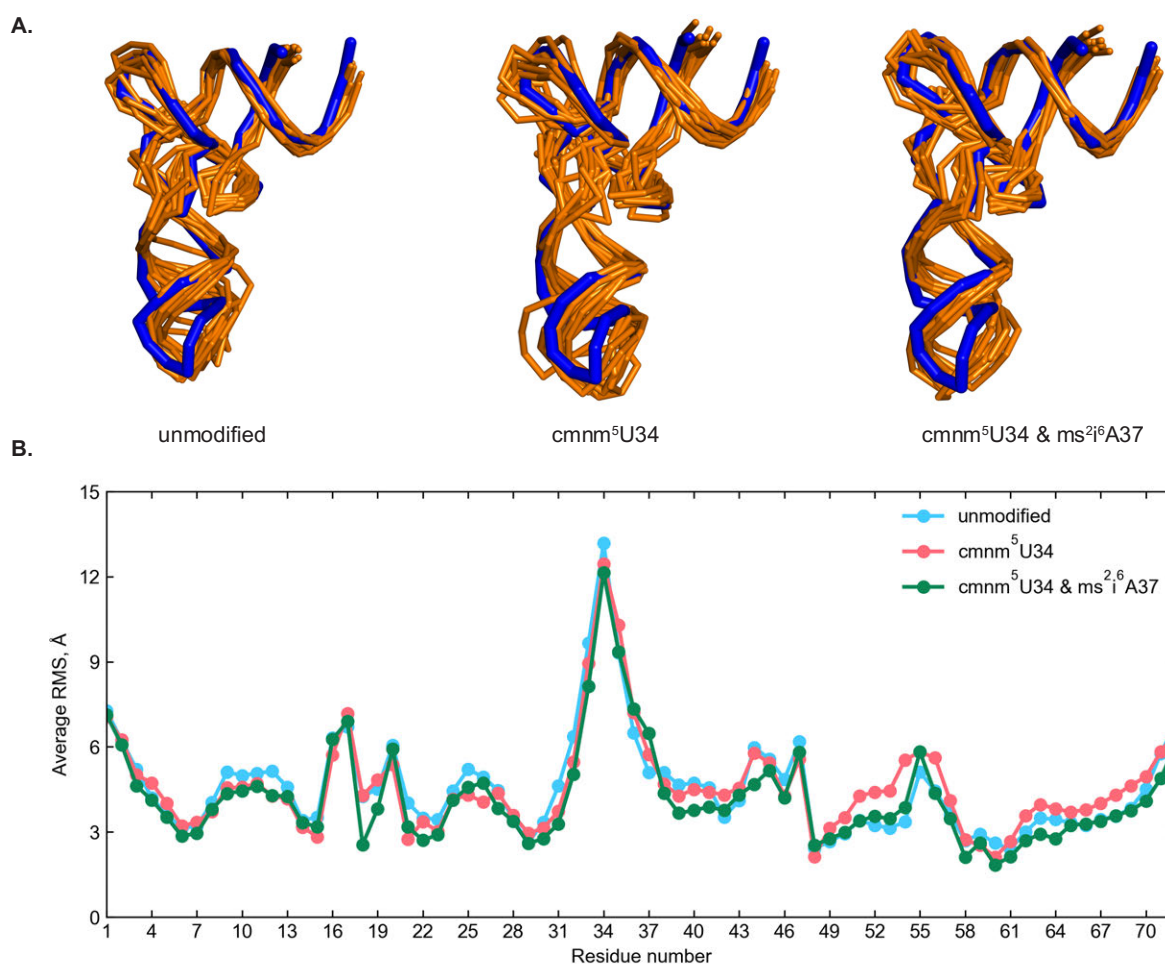 A.
unmodified
cmnm⁵U34
cmnm⁵U34 & ms²i⁶A37
B.
15
12
9
6
3
0
Average RMS, Å
unmodified
cmnm⁵U34
cmnm⁵U34 & ms²i⁶A37
1 4 7 10 13 16 19 22 25 28 31 34 37 40 43 46 49 52 55 58 61 64 67 70
Residue number